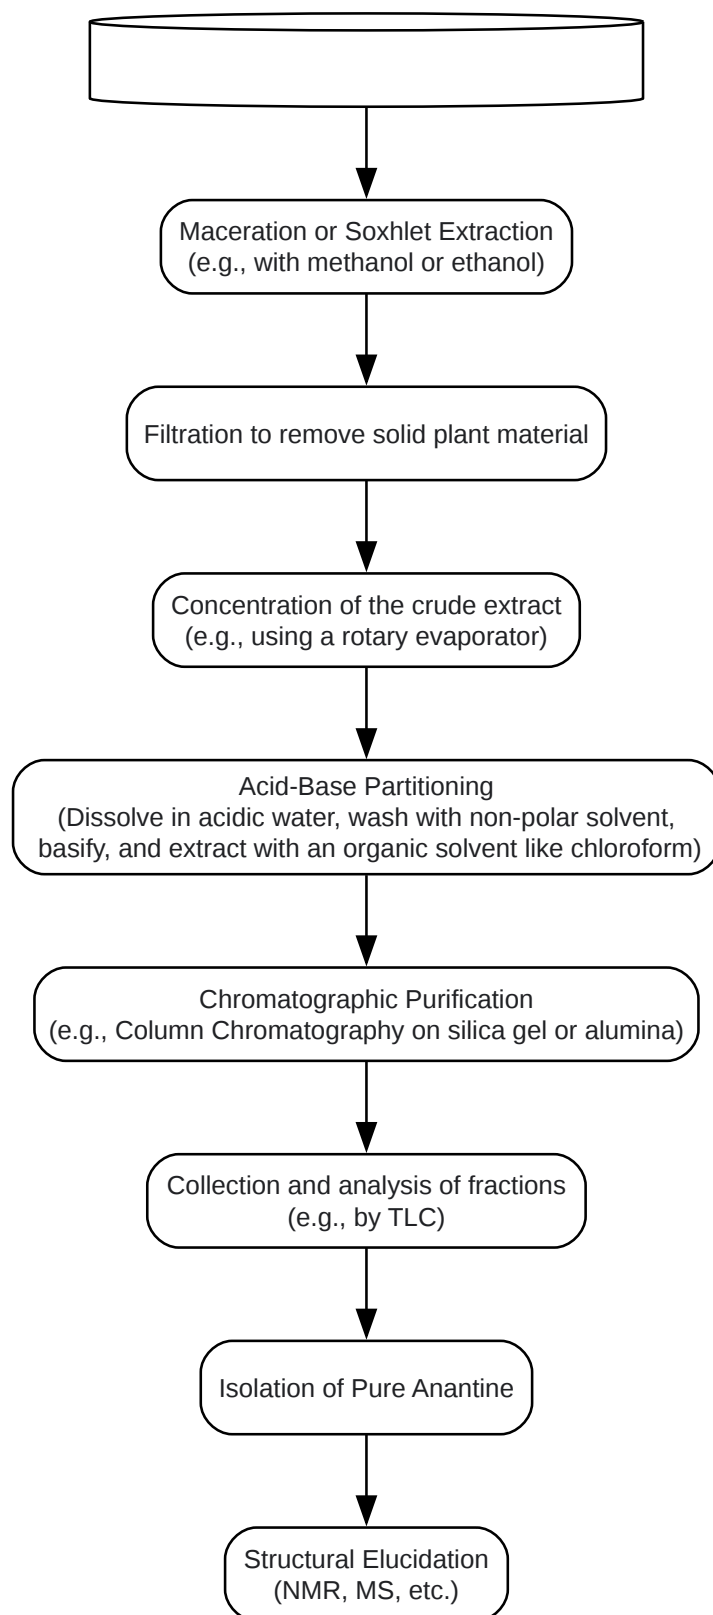 Maceration or Soxhlet Extraction
(e.g., with methanol or ethanol)
Filtration to remove solid plant material
Concentration of the crude extract
(e.g., using a rotary evaporator)
Acid-Base Partitioning
(Dissolve in acidic water, wash with non-polar solvent,
basify, and extract with an organic solvent like chloroform)
Chromatographic Purification
(e.g., Column Chromatography on silica gel or alumina)
Collection and analysis of fractions
(e.g., by TLC)
Isolation of Pure Anantine
Structural Elucidation
(NMR, MS, etc.)